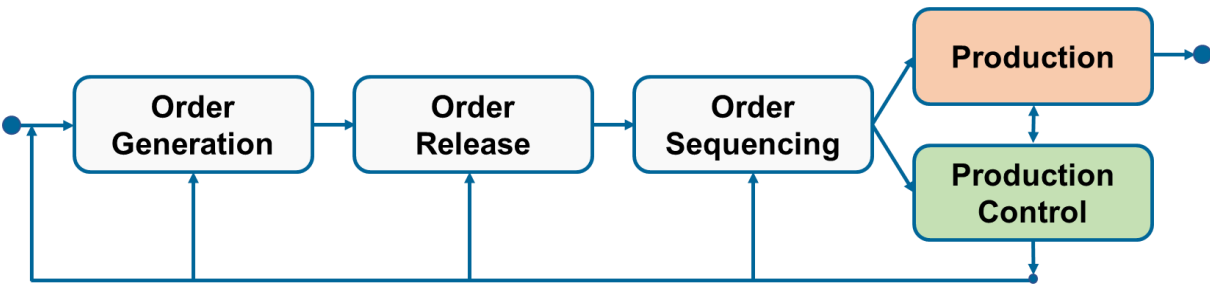 Order
Generation
Order
Release
Order
Sequencing
Production
Production
Control